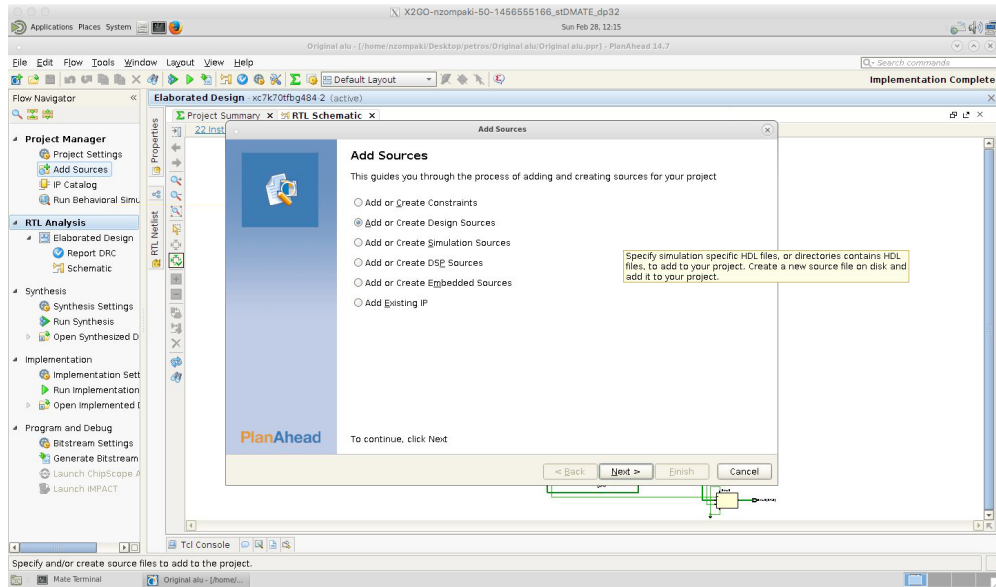 X2GO-nzompaki-50-1456555166_stDMATE_dp32
Applications Places System
Sun Feb 28, 12:15
Original alu - [/home/nzompaki/Desktop/petros/Original alu/Original alu.ppr] - PlanAhead 14.7
File Edit Flow Tools Window Layout View Help
Q- Search commands
Default Layout
Implementation Complete
Flow Navigator
Elaborated Design - xc7k70tfbg484-2 (active)
Project Summary
RTL Schematic
22 Inst
Properties
RTL Netlist
Project Manager
Project Settings
Add Sources
IP Catalog
Run Behavioral Simu
RTL Analysis
Elaborated Design
Report DRC
Schematic
Synthesis
Synthesis Settings
Run Synthesis
Open Synthesized D
Implementation
Implementation Sett
Run Implementation
Open Implemented D
Program and Debug
Bitstream Settings
Generate Bitstream
Launch ChipScope A
Launch iMPACT
Add Sources
Add Sources
This guides you through the process of adding and creating sources for your project
Add or Create Constraints
Add or Create Design Sources
Add or Create Simulation Sources
Add or Create DSP Sources
Add or Create Embedded Sources
Add Existing IP
Specify simulation specific HDL files, or directories contains HDL
files, to add to your project. Create a new source file on disk and
add it to your project.
PlanAhead
To continue, click Next
< Back
Next >
Finish
Cancel
Tcl Console
Specify and/or create source files to add to the project.
Mate Terminal
Original alu - [/home/...